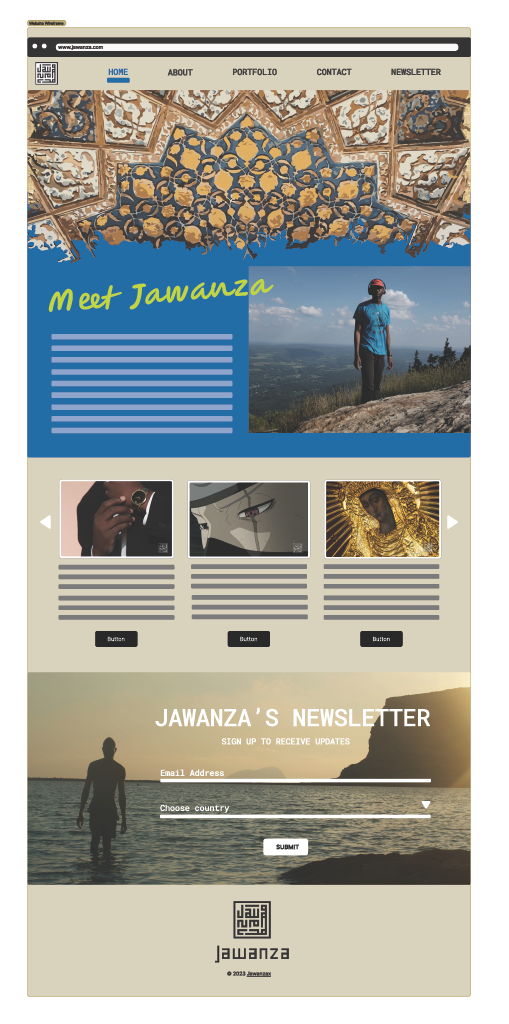 Website Wireframe
www.jawanza.com
HOME ABOUT PORTFOLIO CONTACT NEWSLETTER
Meet Jawanza
Button Button Button
JAWANZA'S NEWSLETTER
SIGN UP TO RECEIVE UPDATES
Email Address
Choose country
SUBMIT
Jawanza
© 2023 Jawanzax